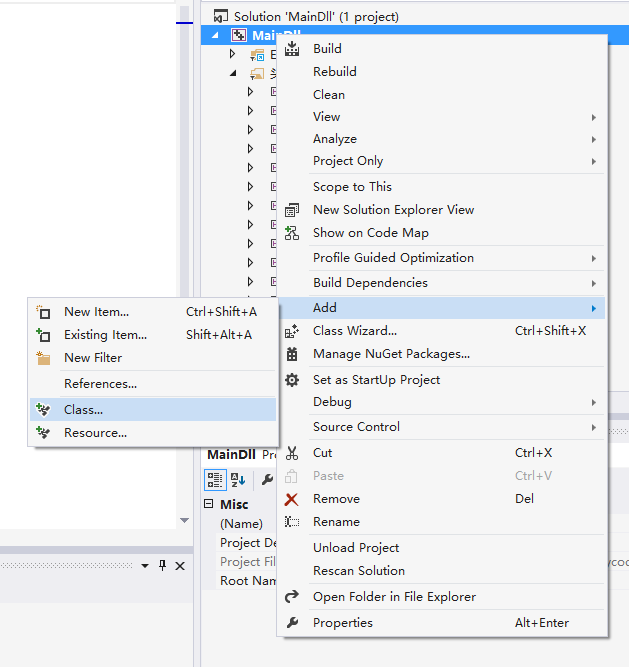 Solution 'MainDll' (1 project)
MainDll
Build
Rebuild
Clean
View
Analyze
Project Only
Scope to This
New Solution Explorer View
Show on Code Map
Profile Guided Optimization
Build Dependencies
Add
Class Wizard... Ctrl+Shift+X
Manage NuGet Packages...
Set as StartUp Project
Debug
Source Control
Cut Ctrl+X
Paste Ctrl+V
Remove Del
Rename
Unload Project
Rescan Solution
Open Folder in File Explorer
Properties Alt+Enter
New Item... Ctrl+Shift+A
Existing Item... Shift+Alt+A
New Filter
References...
Class...
Resource...
MainDll Pro
Misc
(Name)
Project De
Project Fil
Root Nam